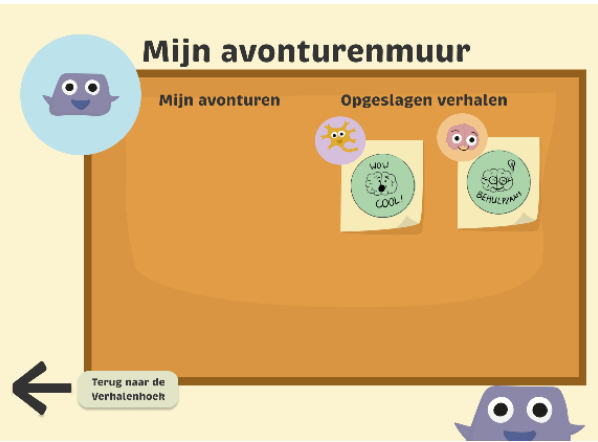 Mijn avonturenmuur
Mijn avonturen
Opgeslagen verhalen
WOW
COOL!
BEHULPZAAM!
Terug naar de
Verhalenhoek